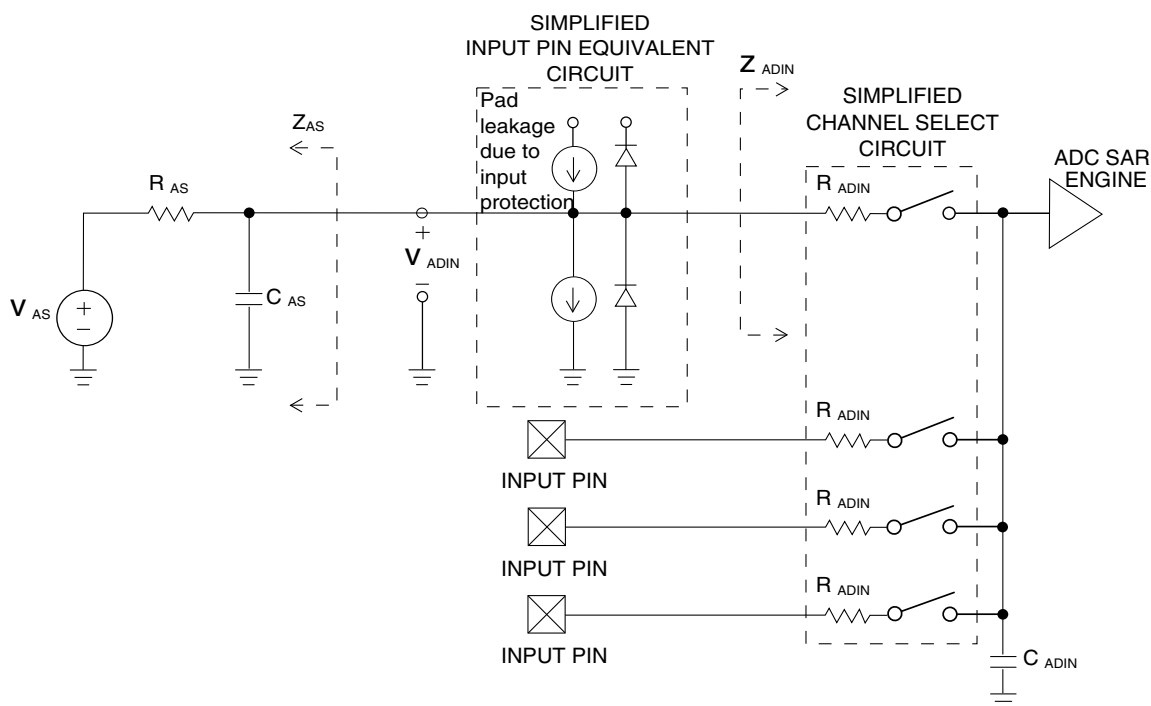 SIMPLIFIED
INPUT PIN EQUIVALENT
CIRCUIT
Pad
leakage
due to
input
protection
Z ADIN
SIMPLIFIED
CHANNEL SELECT
CIRCUIT
ADC SAR
ENGINE
ZAS
R AS
R ADIN
+
V ADIN
–
C AS
V AS
+
–
R ADIN
INPUT PIN
R ADIN
INPUT PIN
R ADIN
INPUT PIN
C ADIN